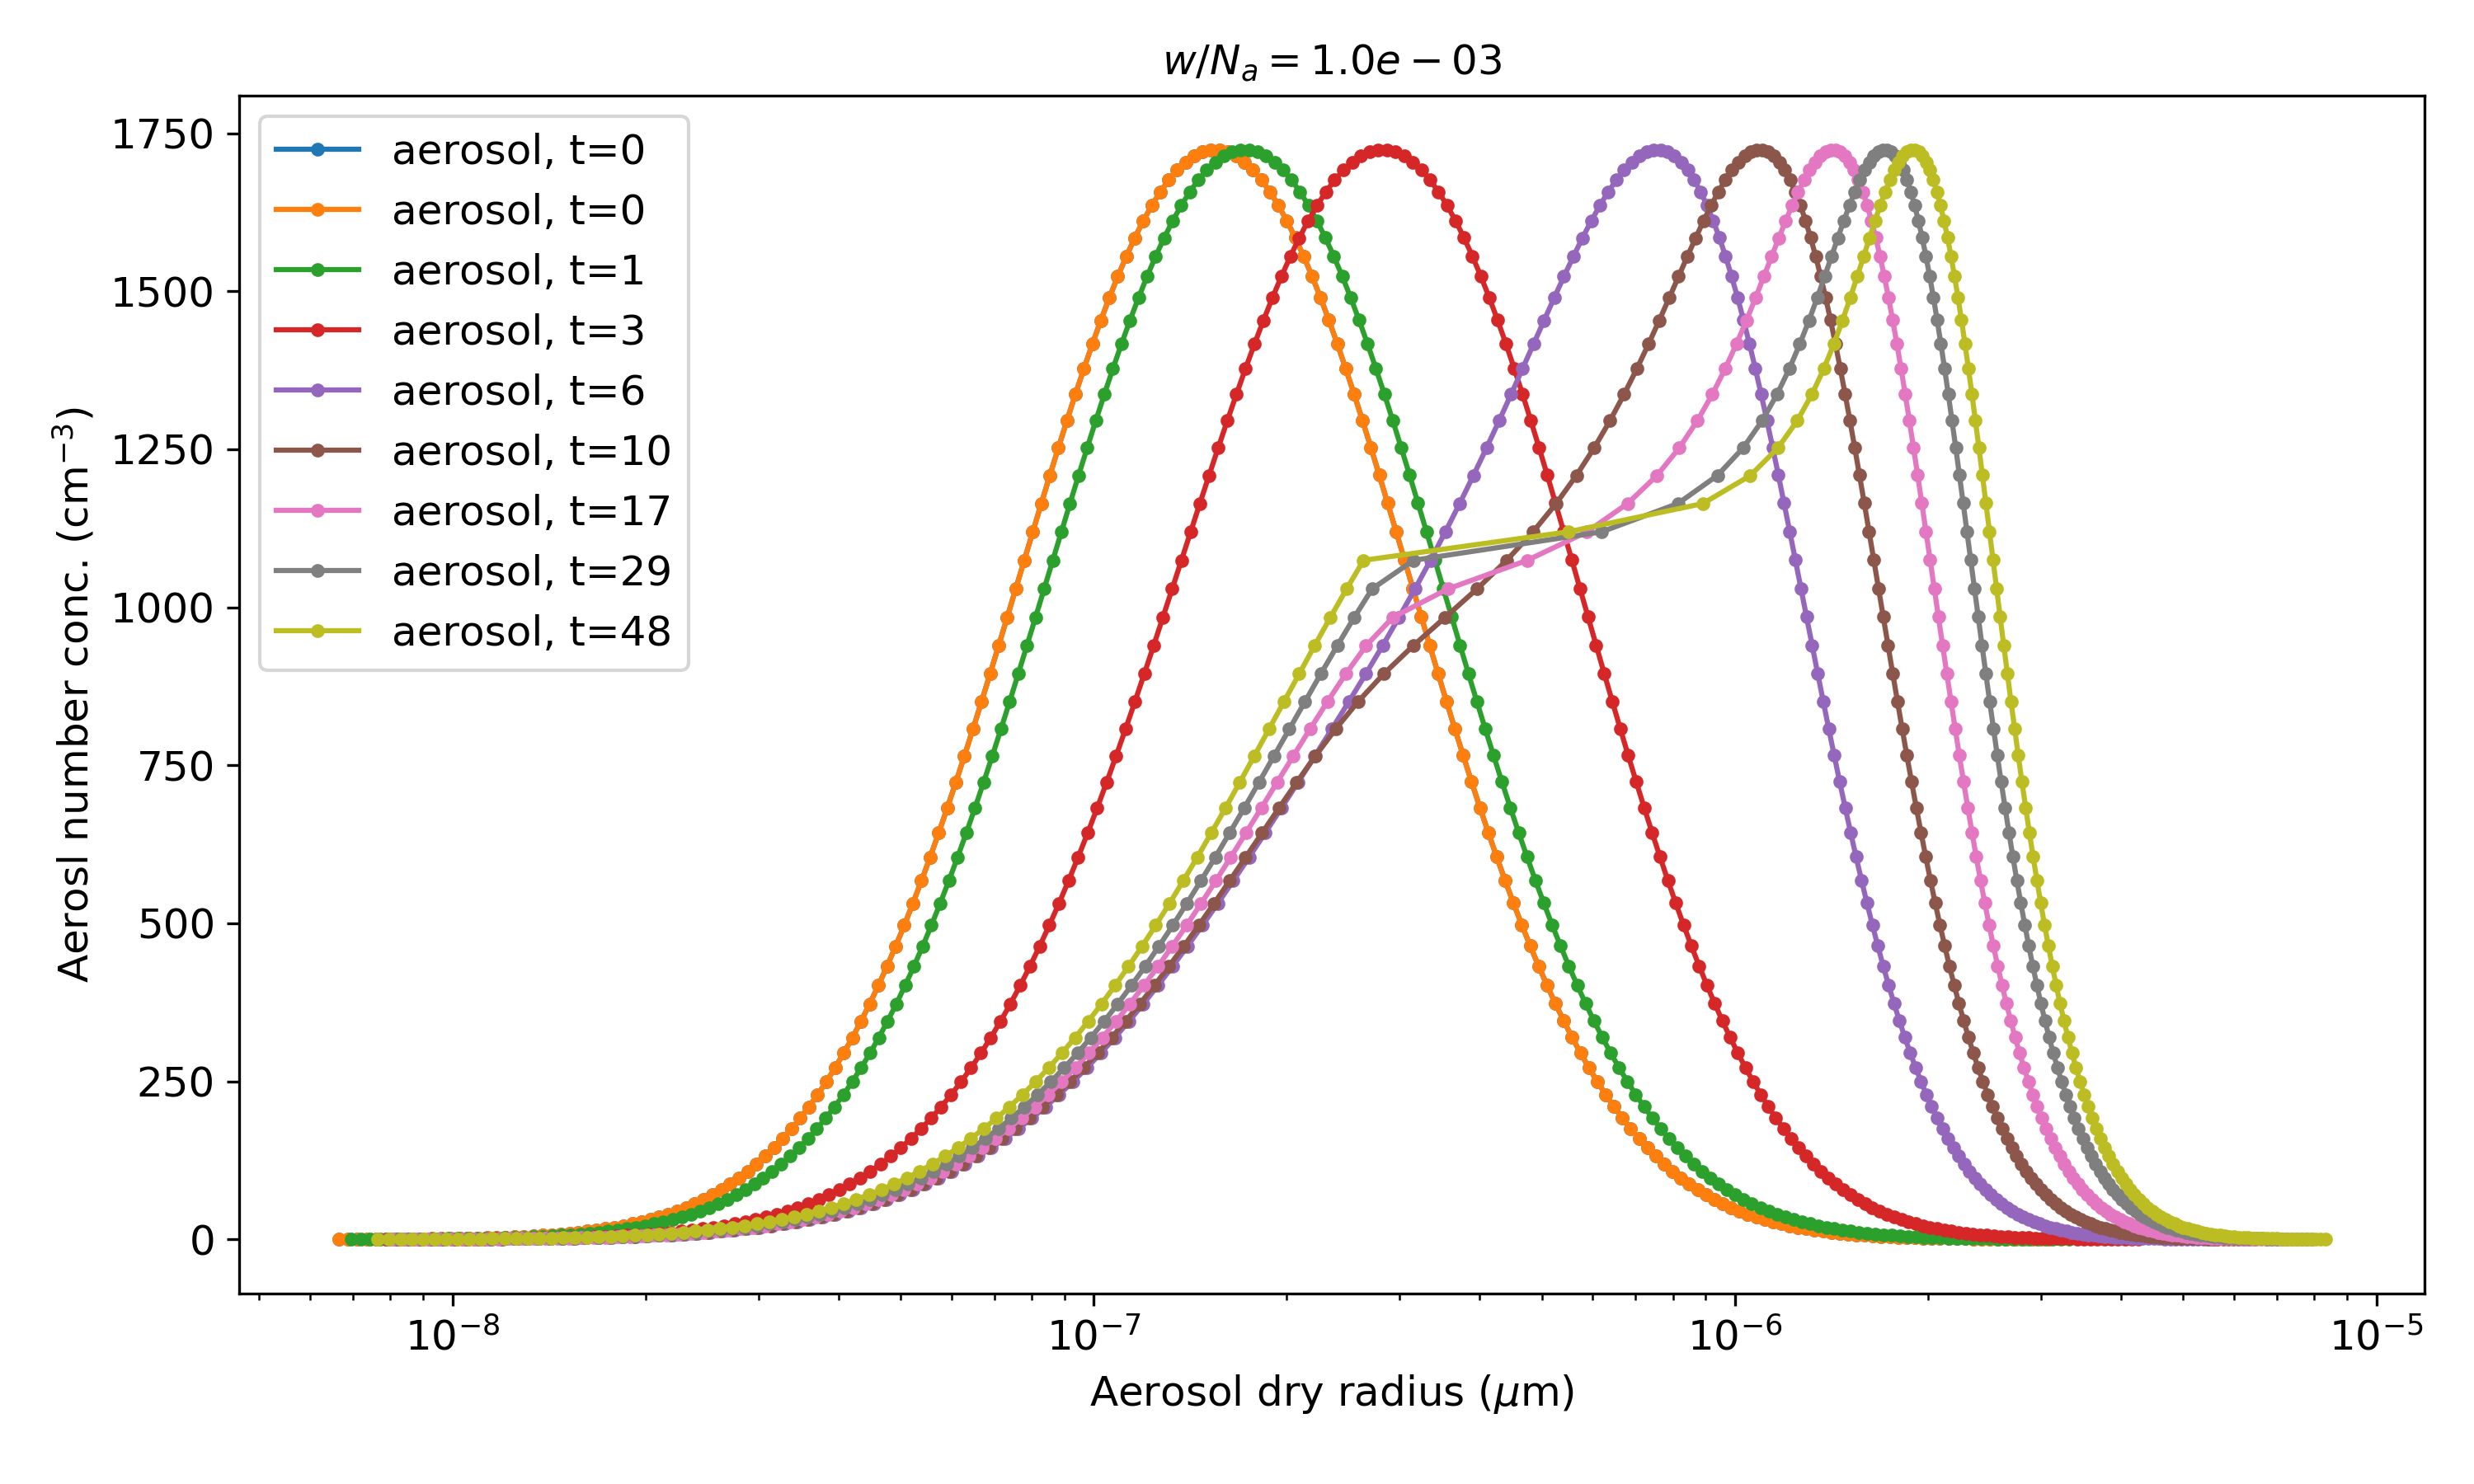 w/Nₐ = 1.0e − 03
1750
1500
1250
1000
750
500
250
0
Aerosl number conc. (cm⁻³)
aerosol, t=0
aerosol, t=0
aerosol, t=1
aerosol, t=3
aerosol, t=6
aerosol, t=10
aerosol, t=17
aerosol, t=29
aerosol, t=48
10⁻⁸ 10⁻⁷ 10⁻⁶ 10⁻⁵
Aerosol dry radius (μm)